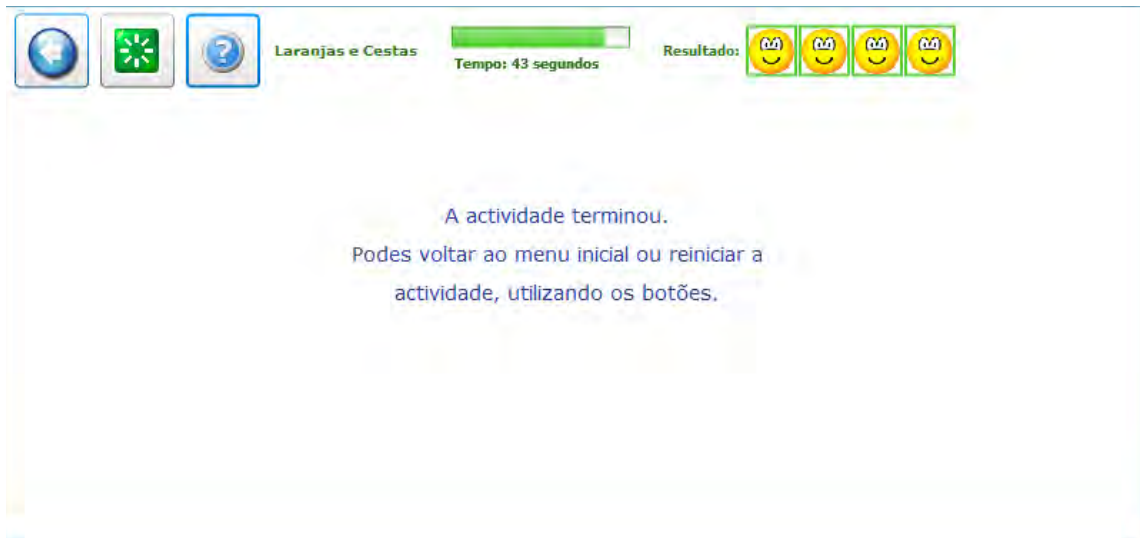 Laranjas e Cestas
Tempo: 43 segundos
Resultado:
A actividade terminou.
Podes voltar ao menu inicial ou reiniciar a
actividade, utilizando os botões.